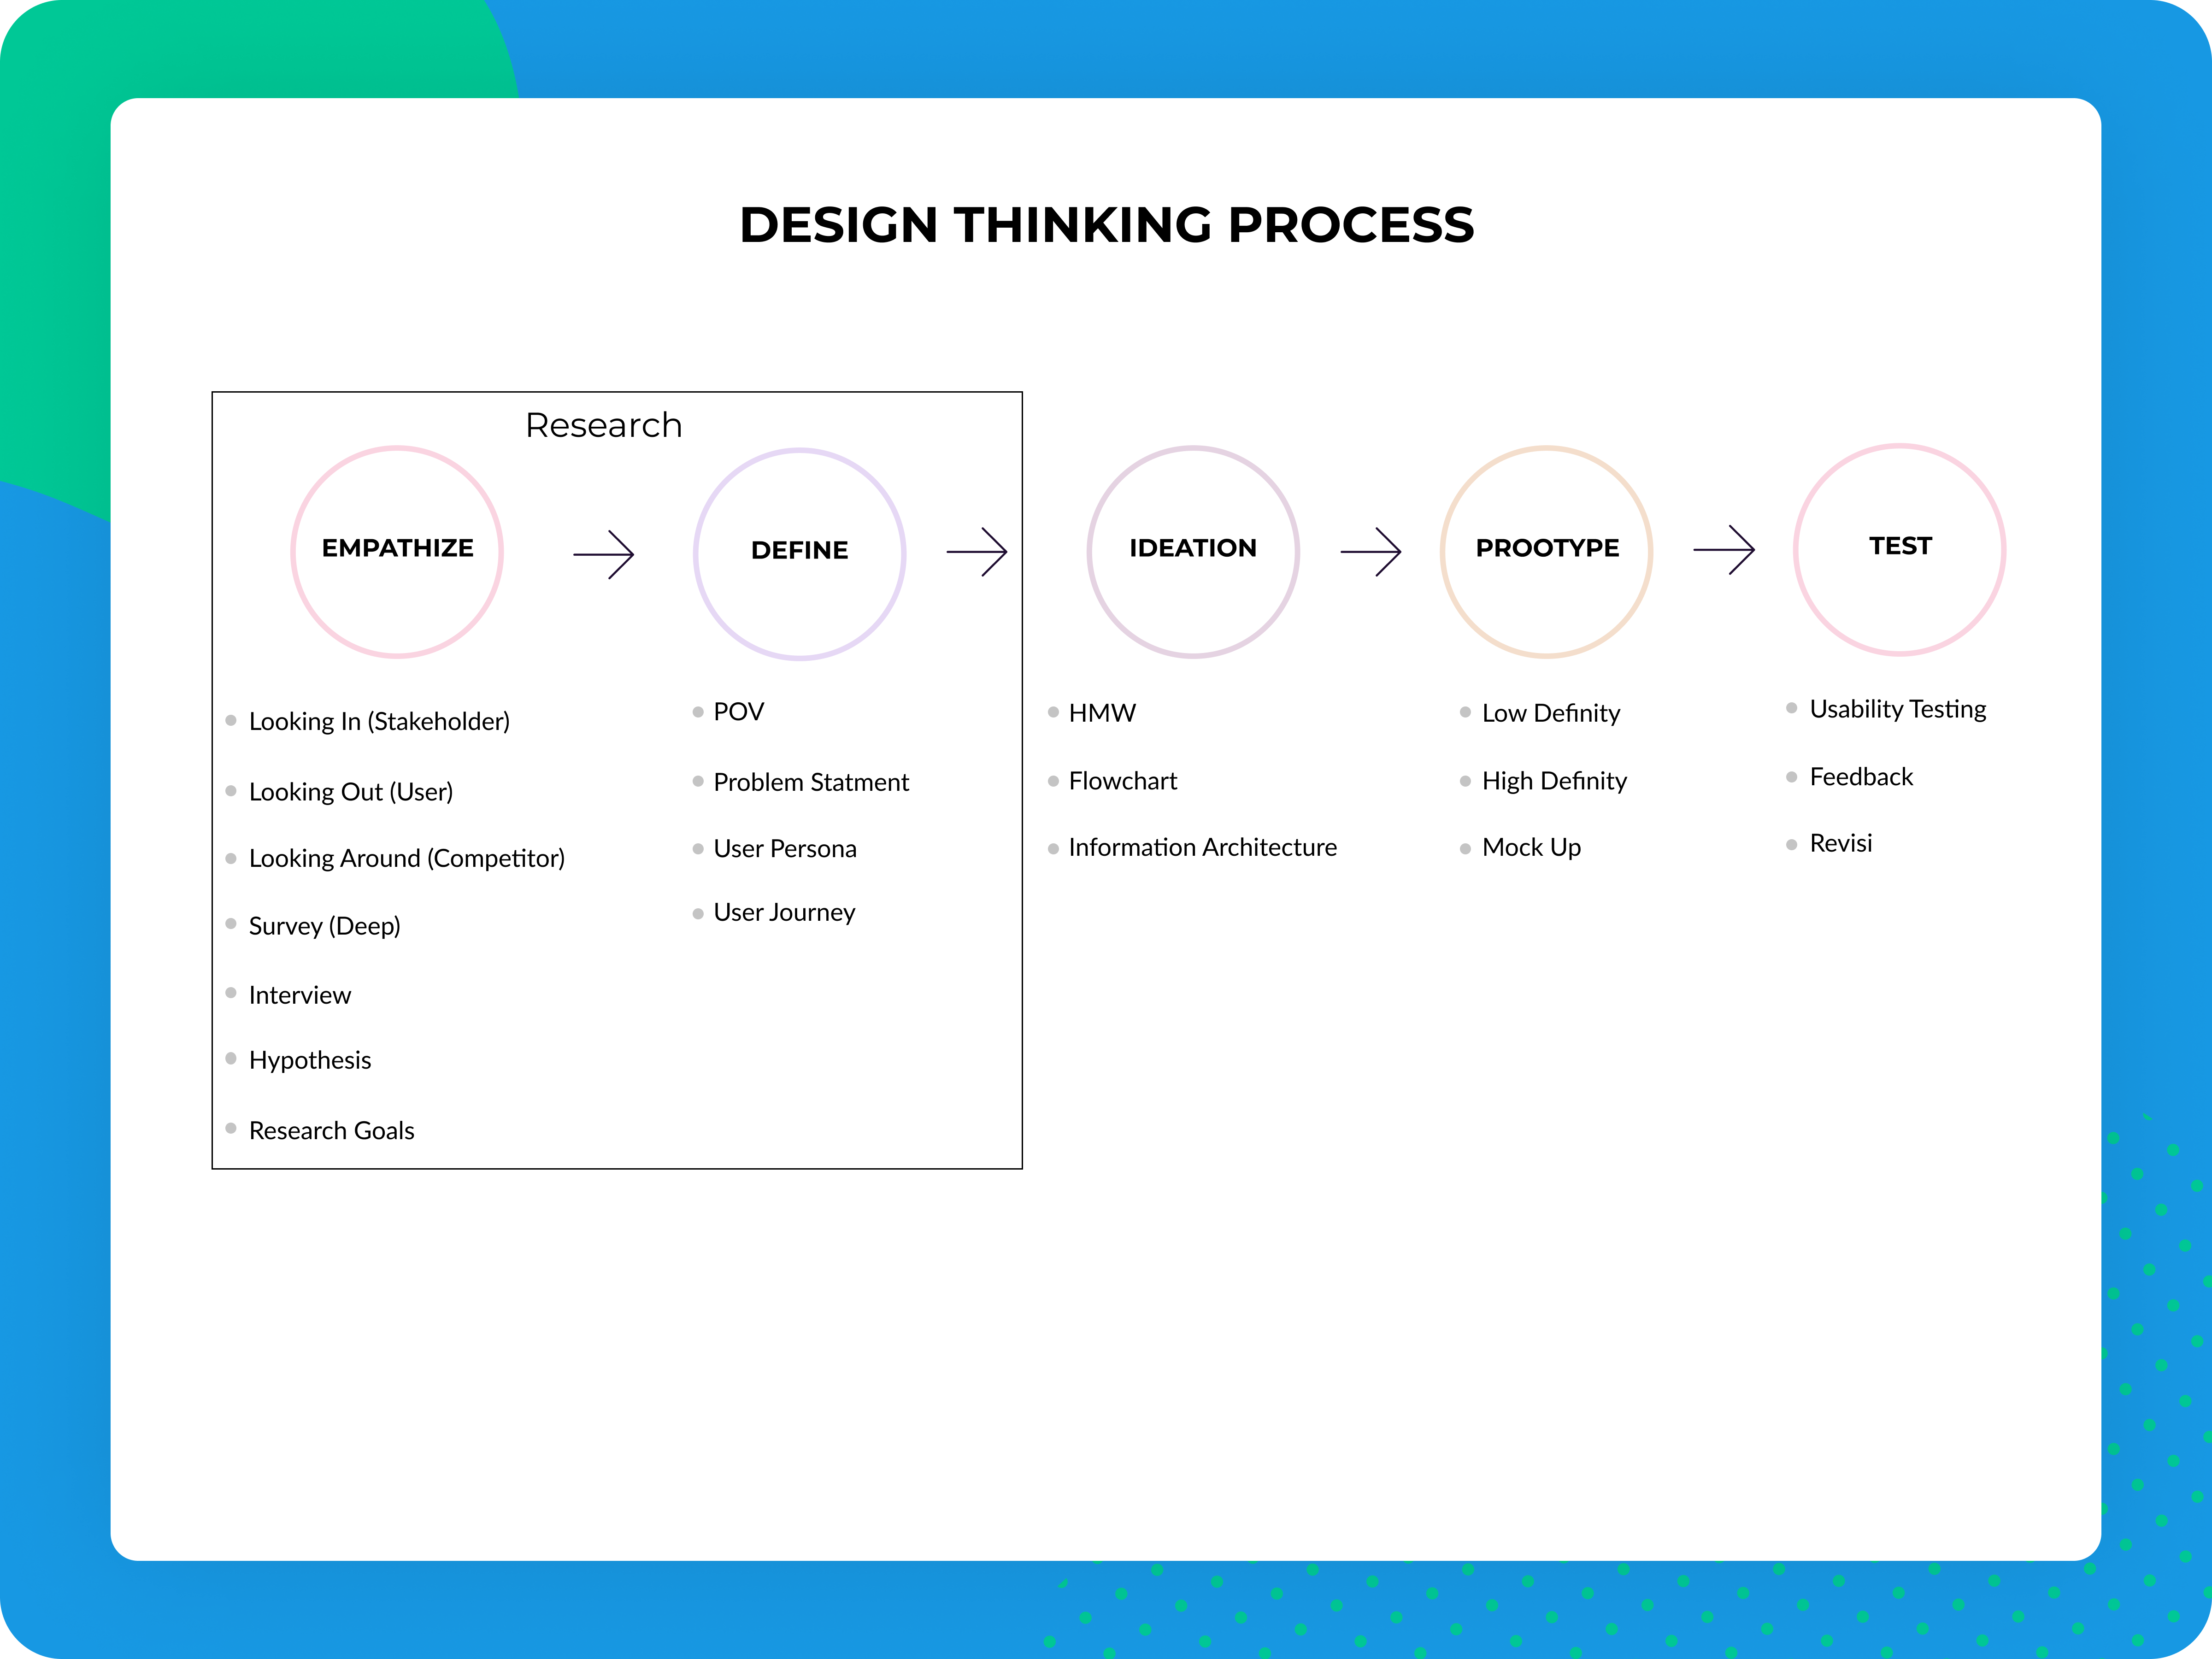 DESIGN THINKING PROCESS
Research
EMPATHIZE
Looking In (Stakeholder)
Looking Out (User)
Looking Around (Competitor)
Survey (Deep)
Interview
Hypothesis
Research Goals
DEFINE
POV
Problem Statment
User Persona
User Journey
IDEATION
HMW
Flowchart
Information Architecture
PROOTYPE
Low Definity
High Definity
Mock Up
TEST
Usability Testing
Feedback
Revisi